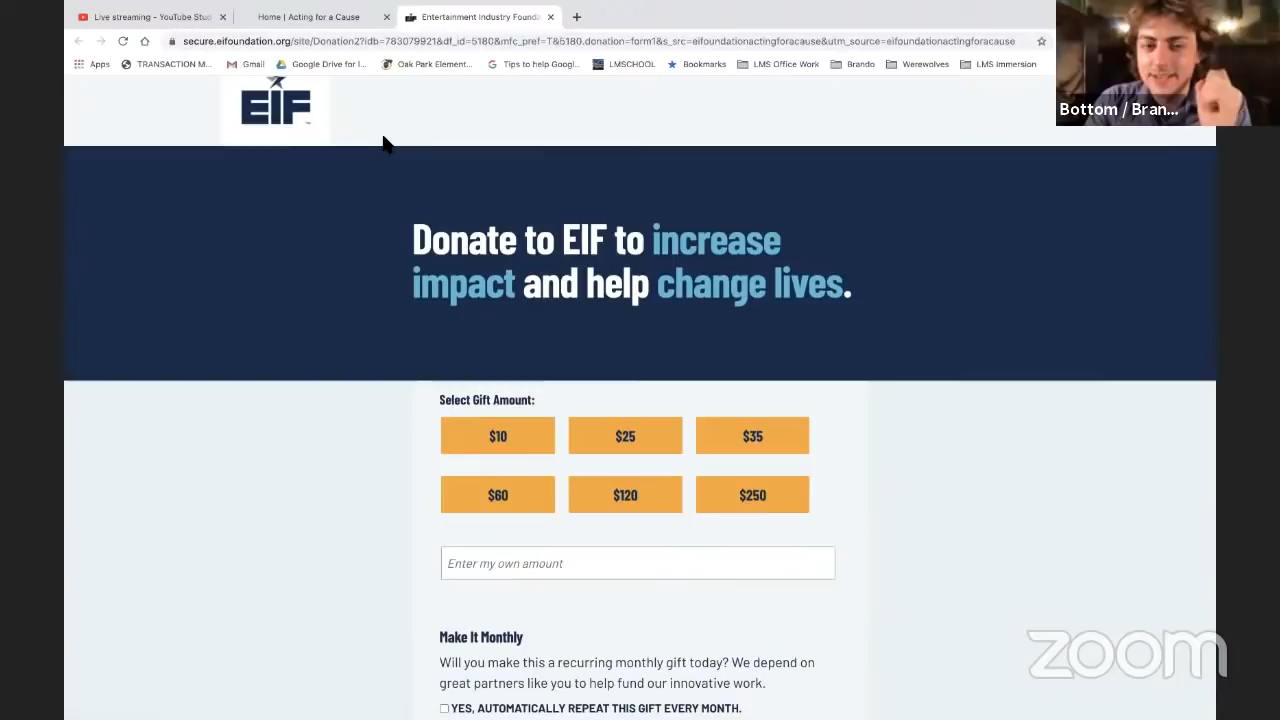 Live streaming - YouTube Stud
Home | Acting for a Cause
Entertainment Industry Founda
secure.eifoundation.org/site/Donation2?idb=783079921&df_id=5180&mfc_pref=T&5180.donation=form1&s_src=eifoundationactingforacause&utm_source=eifoundationactingforacause
Apps TRANSACTION M... Gmail Google Drive for I... Oak Park Element... Tips to help Googl... LMSCHOOL Bookmarks LMS Office Work Brando Werewolves LMS Immersion
Bottom / Bran...
EIF
Donate to EIF to increase
impact and help change lives.
Select Gift Amount:
$10 $25 $35
$60 $120 $250
Enter my own amount
Make It Monthly
Will you make this a recurring monthly gift today? We depend on
great partners like you to help fund our innovative work.
YES, AUTOMATICALLY REPEAT THIS GIFT EVERY MONTH.
zoom